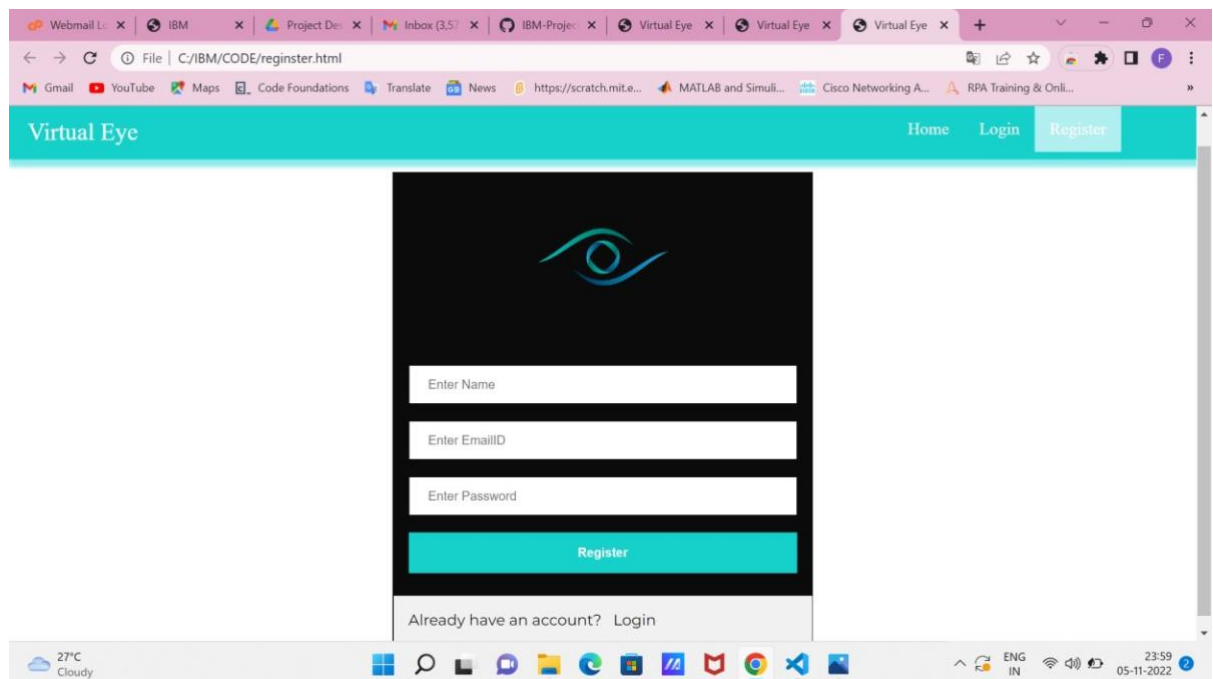 Webmail Lo
IBM
Project Des
Inbox (3,57
IBM-Projec
Virtual Eye
Virtual Eye
Virtual Eye
File C:/IBM/CODE/reginster.html
F
Gmail YouTube Maps Code Foundations Translate News https://scratch.mit.e... MATLAB and Simuli... Cisco Networking A... RPA Training & Onli... »
Virtual Eye Home Login Register
Enter Name
Enter EmailID
Enter Password
Register
Already have an account? Login
27°C
Cloudy
ENG
IN
23:59
05-11-2022
2